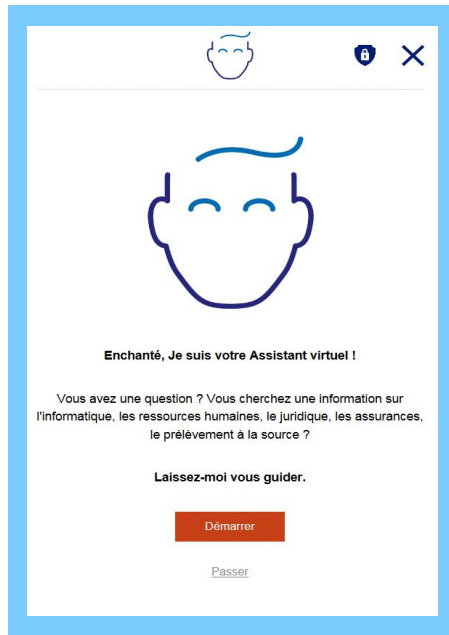 Enchanté, Je suis votre Assistant virtuel !
Vous avez une question ? Vous cherchez une information sur
l'informatique, les ressources humaines, le juridique, les assurances,
le prélèvement à la source ?
Laissez-moi vous guider.
Démarrer
Passer